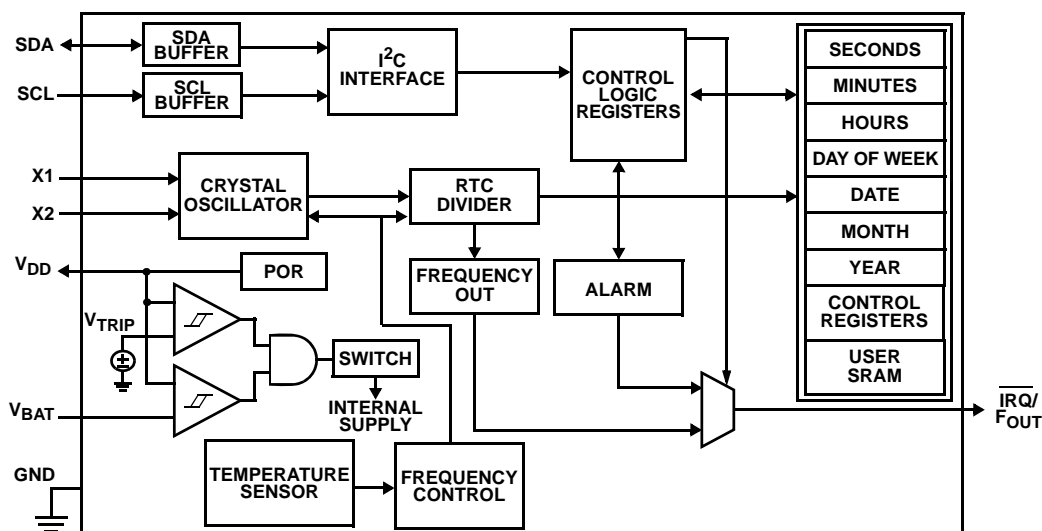 SDA
SDA
BUFFER
SCL
SCL
BUFFER
I²C
INTERFACE
CONTROL
LOGIC
REGISTERS
SECONDS
MINUTES
HOURS
DAY OF WEEK
DATE
MONTH
YEAR
CONTROL
REGISTERS
USER
SRAM
X1
X2
CRYSTAL
OSCILLATOR
RTC
DIVIDER
FREQUENCY
OUT
ALARM
VDD
POR
VTRIP
SWITCH
INTERNAL
SUPPLY
VBAT
GND
TEMPERATURE
SENSOR
FREQUENCY
CONTROL
IRQ/
FOUT